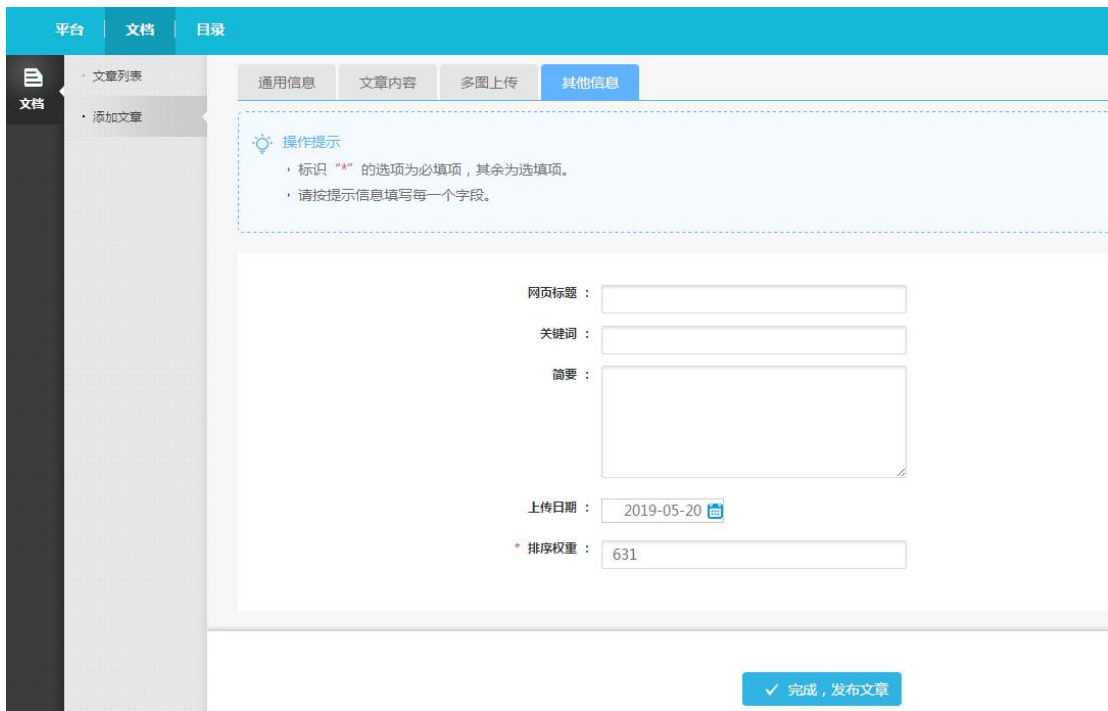 平台 文档 目录
文档
· 文章列表
· 添加文章
通用信息 文章内容 多图上传 其他信息
操作提示
· 标识“*”的选项为必填项，其余为选填项。
· 请按提示信息填写每一个字段。
网页标题 ：
关键词 ：
简要 ：
上传日期 ： 2019-05-20
* 排序权重 ： 631
✓ 完成，发布文章